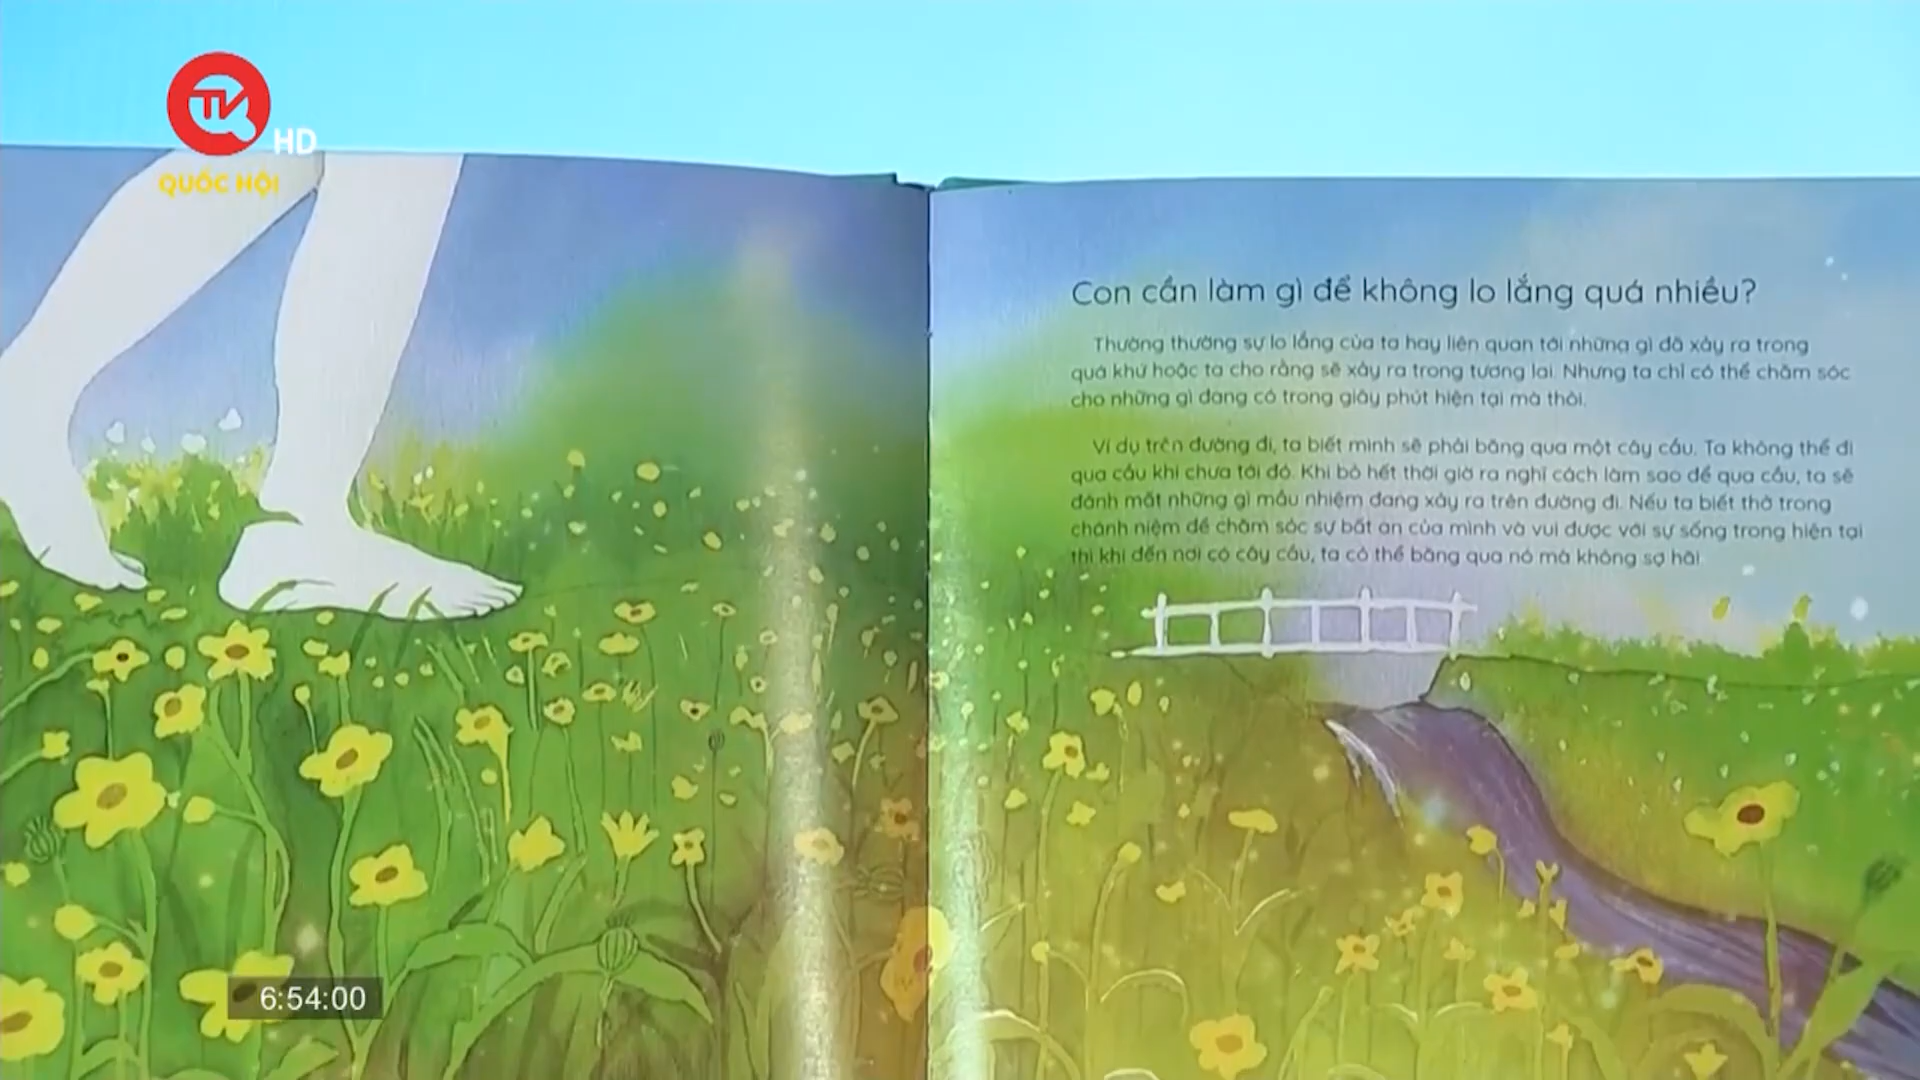 TV
HD
QUỐC HỘI
Con cần làm gì để không lo lắng quá nhiều?
Thường thường sự lo lắng của ta hay liên quan tới những gì đã xảy ra trong
quá khứ hoặc ta cho rằng sẽ xảy ra trong tương lai. Nhưng ta chỉ có thể chăm sóc
cho những gì đang có trong giây phút hiện tại mà thôi.
Ví dụ trên đường đi, ta biết mình sẽ phải băng qua một cây cầu. Ta không thể đi
qua cầu khi chưa tới đó. Khi bỏ hết thời giờ ra nghĩ cách làm sao để qua cầu, ta sẽ
đánh mất những gì mầu nhiệm đang xảy ra trên đường đi. Nếu ta biết thở trong
chánh niệm để chăm sóc sự bất an của mình và vui được với sự sống trong hiện tại
thì khi đến nơi có cây cầu, ta có thể băng qua nó mà không sợ hãi.
6:54:00